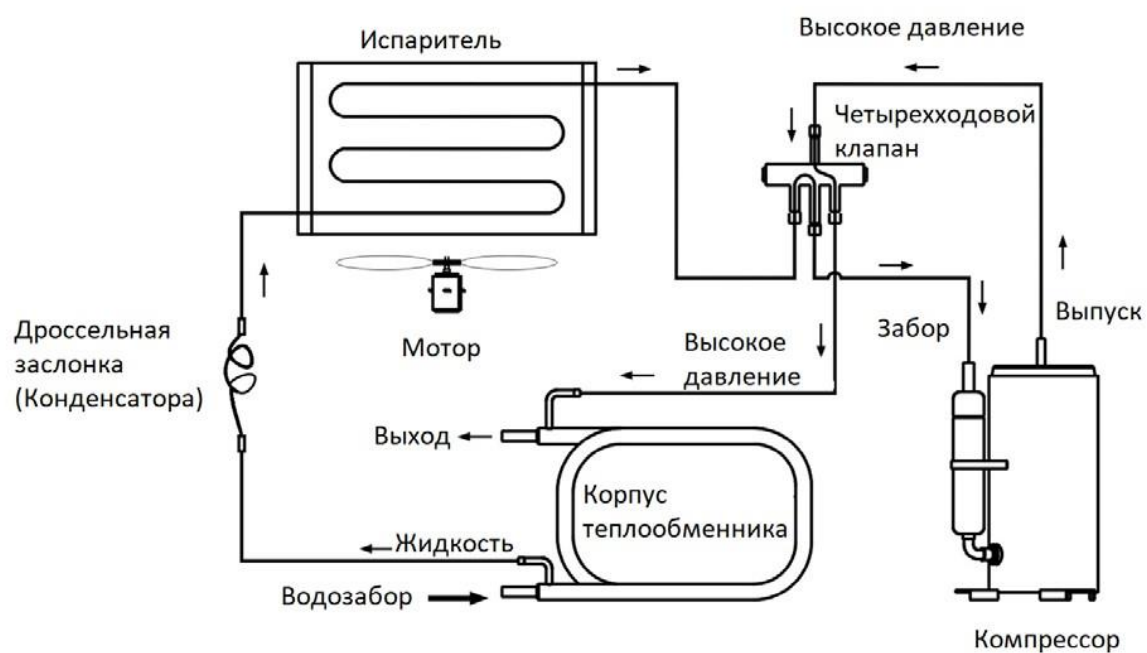 Испаритель
Высокое давление
Четырехходовой
клапан
Дроссельная
заслонка
(Конденсатора)
Мотор
Высокое
давление
Забор
Выпуск
Выход
Корпус
теплообменника
Жидкость
Водозабор
Компрессор